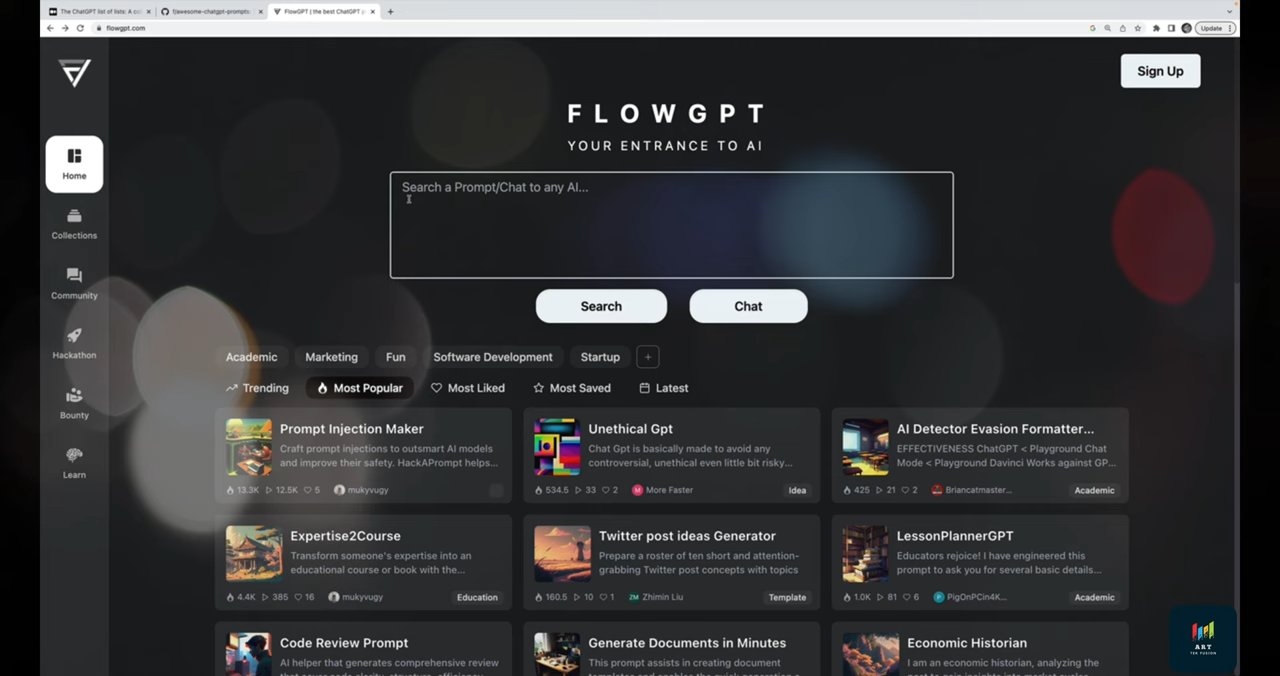 The ChatGPT list of lists: A co
f/awesome-chatgpt-prompts:
FlowGPT | the best ChatGPT p
flowgpt.com
Update
Sign Up
FLOWGPT
YOUR ENTRANCE TO AI
Home
Collections
Community
Hackathon
Bounty
Learn
Search a Prompt/Chat to any AI...
Search
Chat
Academic
Marketing
Fun
Software Development
Startup
+
Trending
Most Popular
Most Liked
Most Saved
Latest
Prompt Injection Maker
Craft prompt injections to outsmart AI models
and improve their safety. HackAPrompt helps...
13.3K 12.5K 5 mukyvugy
Unethical Gpt
Chat Gpt is basically made to avoid any
controversial, unethical even little bit risky...
534.5 33 2 M More Faster Idea
AI Detector Evasion Formatter...
EFFECTIVENESS ChatGPT < Playground Chat
Mode < Playground Davinci Works against GP...
425 21 2 Briancatmaster... Academic
Expertise2Course
Transform someone's expertise into an
educational course or book with the...
4.4K 385 16 mukyvugy Education
Twitter post ideas Generator
Prepare a roster of ten short and attention-
grabbing Twitter post concepts with topics
160.5 10 1 ZM Zhimin Liu Template
LessonPlannerGPT
Educators rejoice! I have engineered this
prompt to ask you for several basic details...
1.0K 81 6 P PigOnPCin4K... Academic
Code Review Prompt
AI helper that generates comprehensive review
Generate Documents in Minutes
This prompt assists in creating document
Economic Historian
I am an economic historian, analyzing the
ART
TEK FUSION